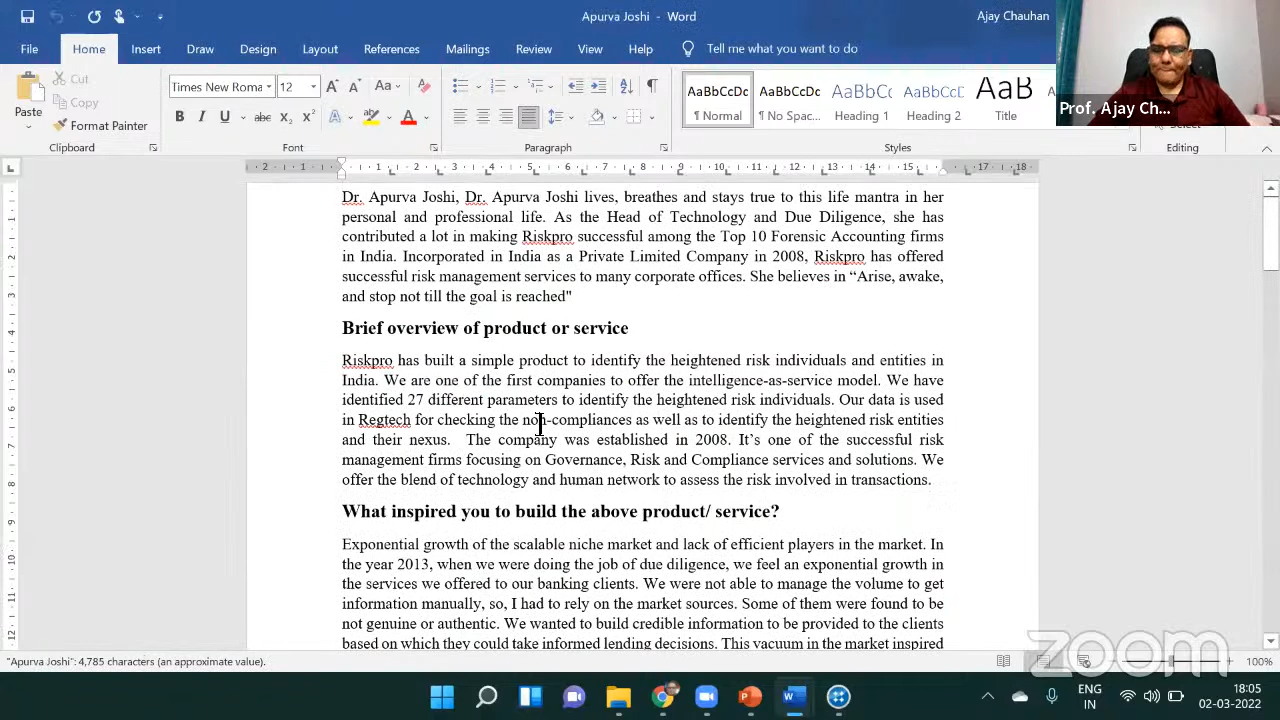 Apurva Joshi - Word
Ajay Chauhan
File Home Insert Draw Design Layout References Mailings Review View Help Tell me what you want to do
Paste
Cut
Copy
Format Painter
Clipboard
Times New Roma
12
Font
Paragraph
AaBbCcDc
¶ Normal
AaBbCcDc
¶ No Spac...
AaBbCc
Heading 1
AaBbCcD
Heading 2
AaB
Title
Styles
Editing
Prof. Ajay Ch...
Dr. Apurva Joshi, Dr. Apurva Joshi lives, breathes and stays true to this life mantra in her
personal and professional life. As the Head of Technology and Due Diligence, she has
contributed a lot in making Riskpro successful among the Top 10 Forensic Accounting firms
in India. Incorporated in India as a Private Limited Company in 2008, Riskpro has offered
successful risk management services to many corporate offices. She believes in “Arise, awake,
and stop not till the goal is reached"
Brief overview of product or service
Riskpro has built a simple product to identify the heightened risk individuals and entities in
India. We are one of the first companies to offer the intelligence-as-service model. We have
identified 27 different parameters to identify the heightened risk individuals. Our data is used
in Regtech for checking the non-compliances as well as to identify the heightened risk entities
and their nexus. The company was established in 2008. It’s one of the successful risk
management firms focusing on Governance, Risk and Compliance services and solutions. We
offer the blend of technology and human network to assess the risk involved in transactions.
What inspired you to build the above product/ service?
Exponential growth of the scalable niche market and lack of efficient players in the market. In
the year 2013, when we were doing the job of due diligence, we feel an exponential growth in
the services we offered to our banking clients. We were not able to manage the volume to get
information manually, so, I had to rely on the market sources. Some of them were found to be
not genuine or authentic. We wanted to build credible information to be provided to the clients
based on which they could take informed lending decisions. This vacuum in the market inspired
zoom
"Apurva Joshi": 4,785 characters (an approximate value).
100%
ENG
IN
18:05
02-03-2022